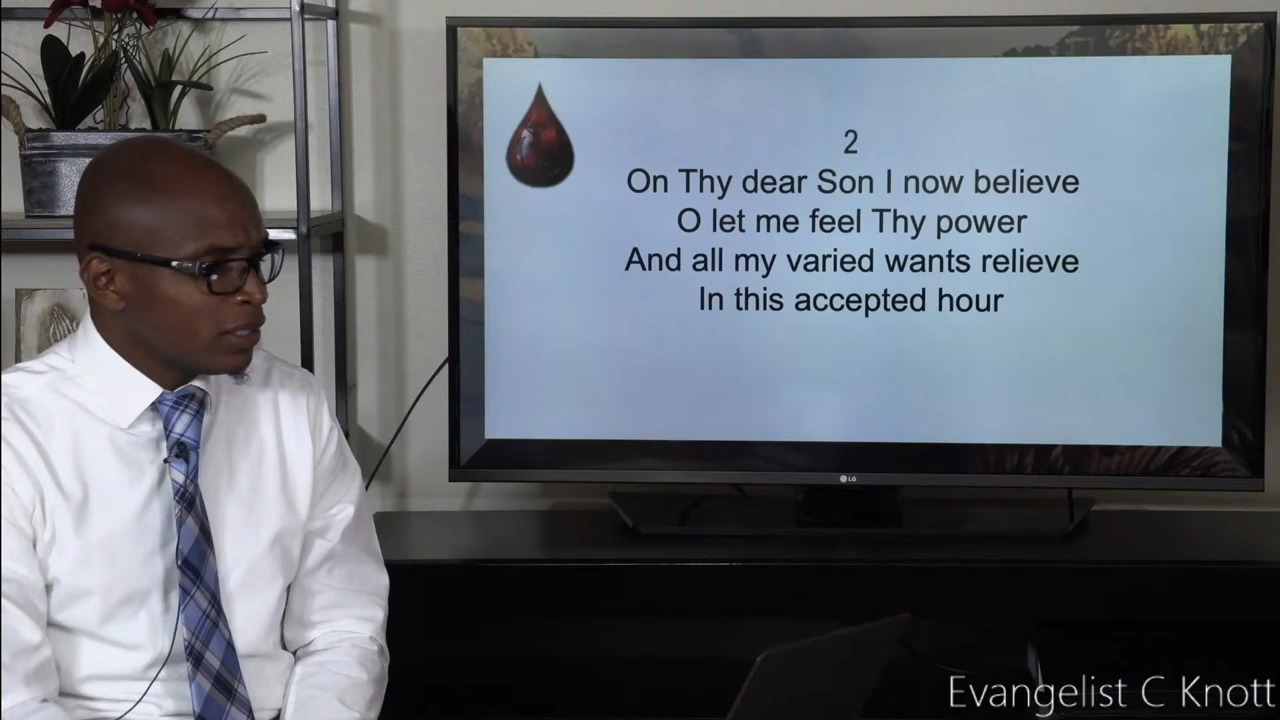 2
On Thy dear Son I now believe
O let me feel Thy power
And all my varied wants relieve
In this accepted hour
LG
Evangelist C Knott